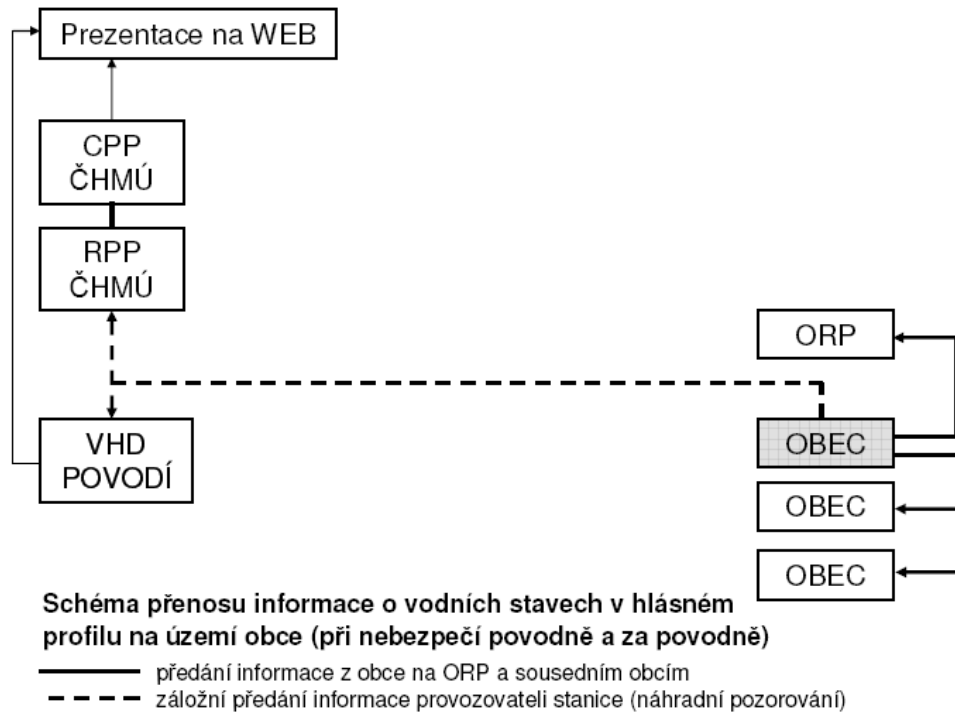 Prezentace na WEB
CPP
ČHMÚ
RPP
ČHMÚ
ORP
VHD
POVODÍ
OBEC
OBEC
OBEC
Schéma přenosu informace o vodních stavech v hlásném
profilu na území obce (při nebezpečí povodně a za povodně)
předání informace z obce na ORP a sousedním obcím
záložní předání informace provozovateli stanice (náhradní pozorování)